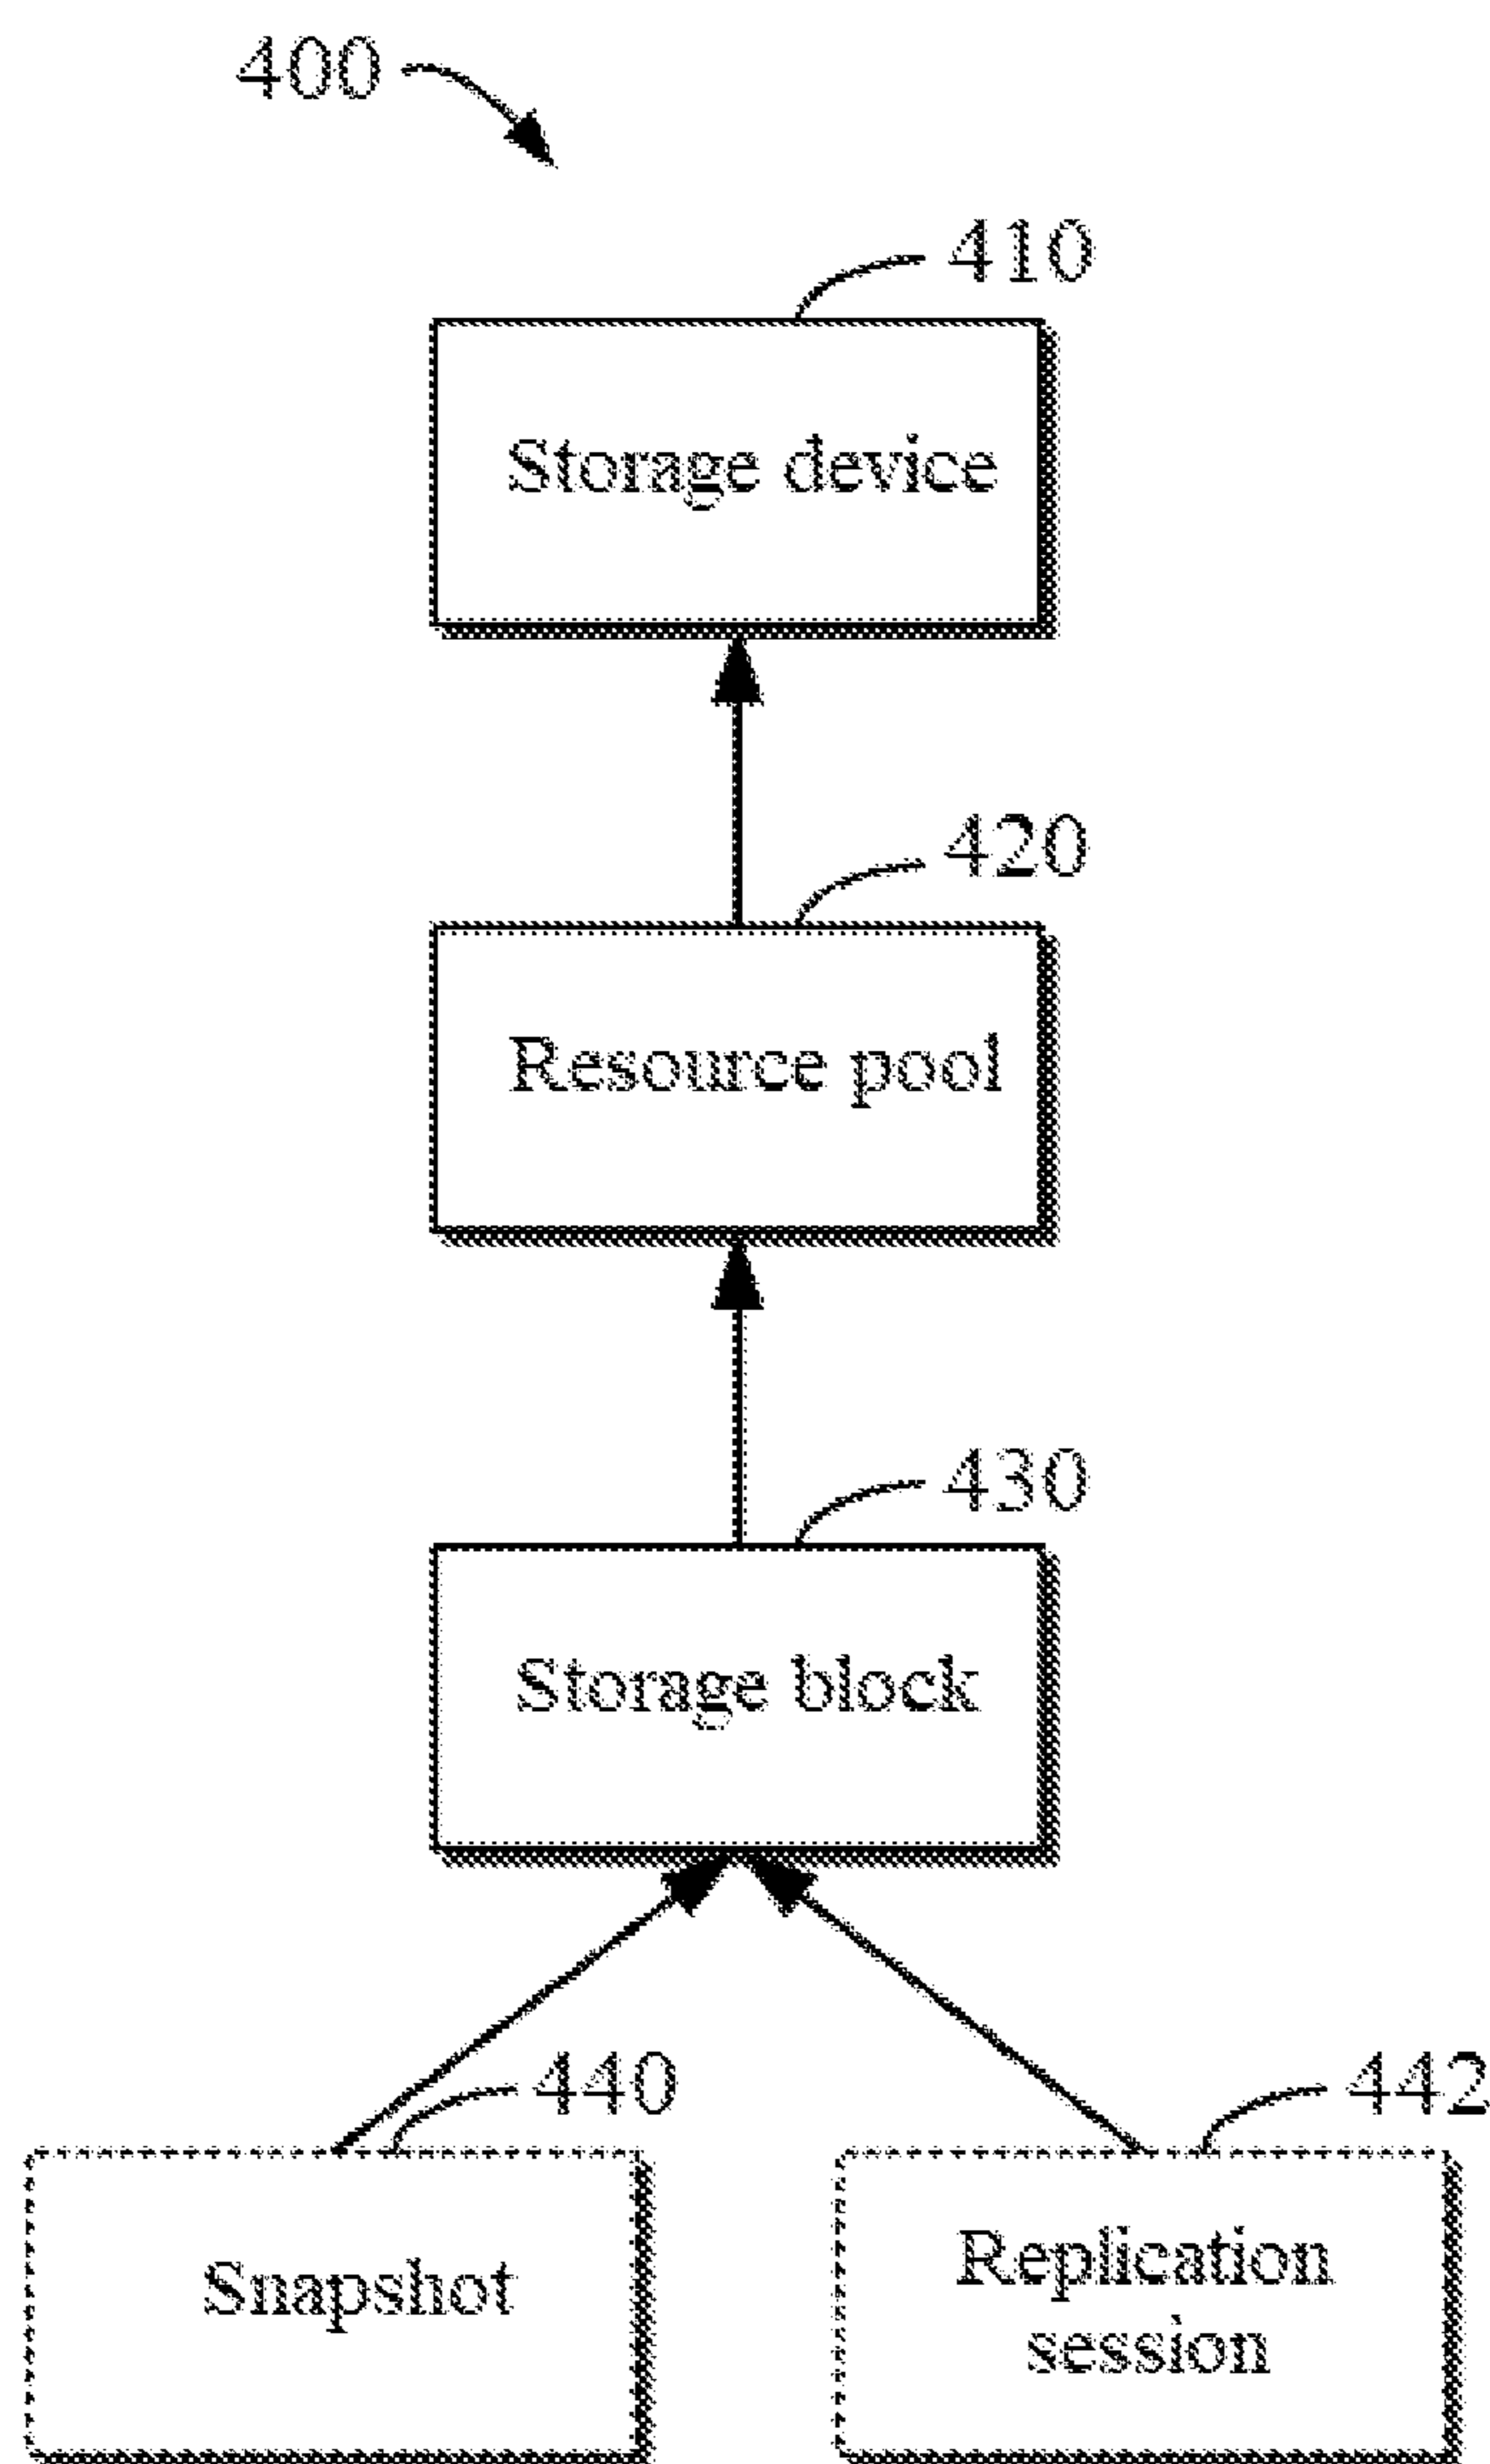 400
410
Storage device
420
Resource pool
430
Storage block
440
442
Snapshot
Replication
session